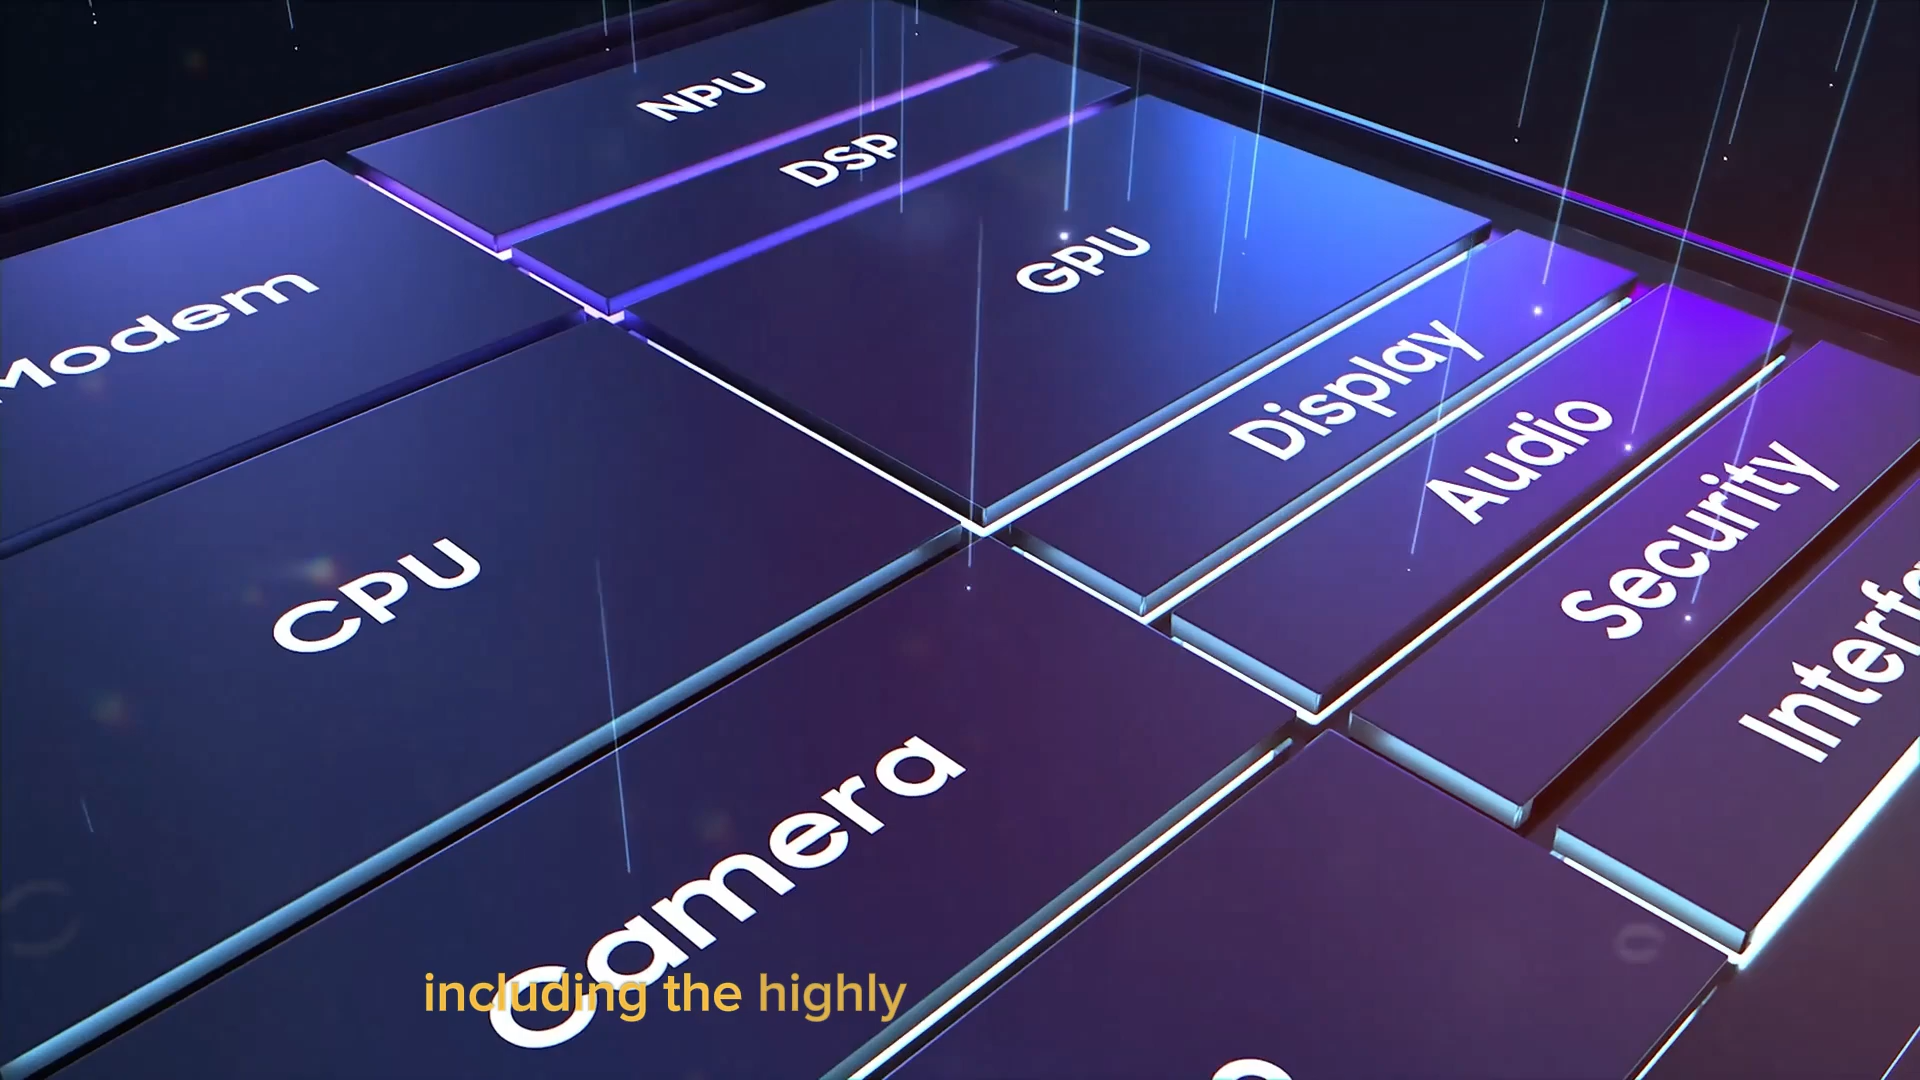 NPU
DSP
GPU
Modem
Display
Audio
CPU
Security
Camera
including the highly